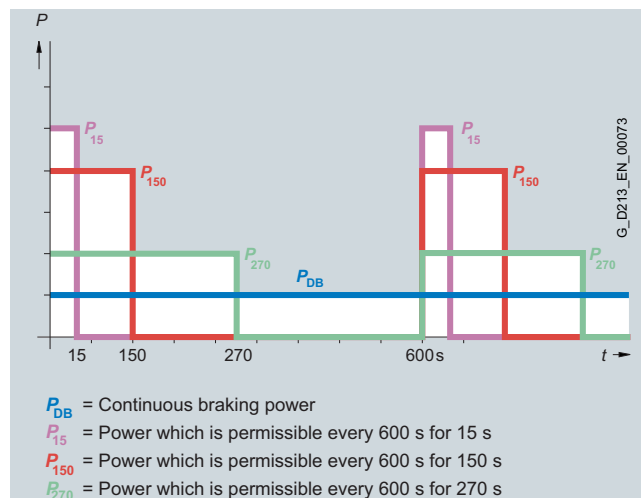 P
P15
P150
P270
PDB
P15
P150
P270
G_D213_EN_00073
15 150 270 600 s t
PDB = Continuous braking power
P15 = Power which is permissible every 600 s for 15 s
P150 = Power which is permissible every 600 s for 150 s
P270 = Power which is permissible every 600 s for 270 s